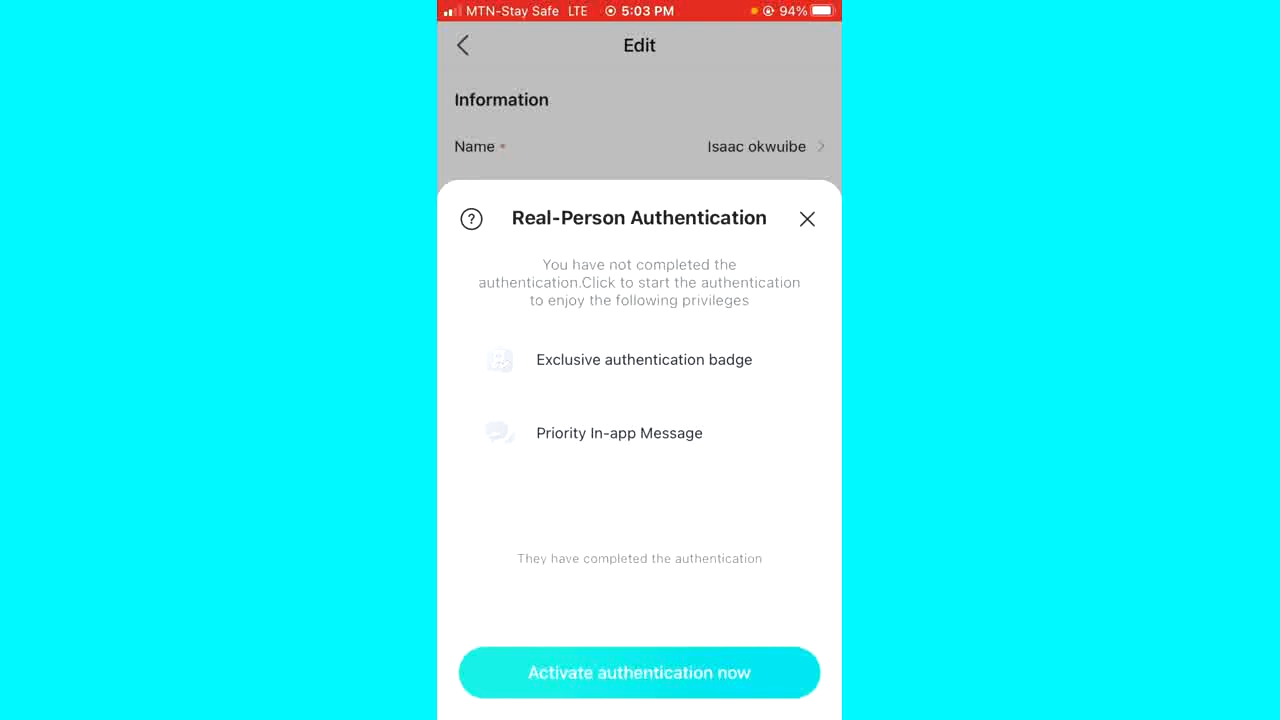 MTN-Stay Safe LTE 5:03 PM 94%
Edit
Information
Name * Isaac okwuibe
? Real-Person Authentication
You have not completed the
authentication.Click to start the authentication
to enjoy the following privileges
Exclusive authentication badge
Priority In-app Message
They have completed the authentication
Activate authentication now